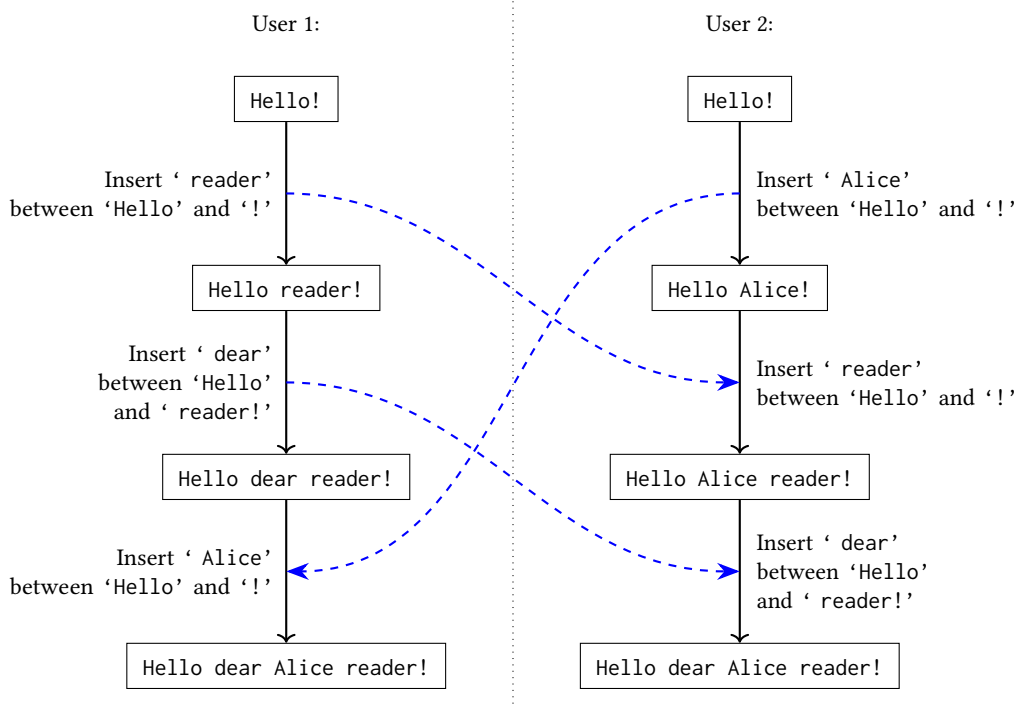 User 1:
User 2:
Hello!
Hello!
Insert ‘ reader’
between ‘Hello’ and ‘!’
Insert ‘ Alice’
between ‘Hello’ and ‘!’
Hello reader!
Hello Alice!
Insert ‘ dear’
between ‘Hello’
and ‘ reader!’
Insert ‘ reader’
between ‘Hello’ and ‘!’
Hello dear reader!
Hello Alice reader!
Insert ‘ Alice’
between ‘Hello’ and ‘!’
Insert ‘ dear’
between ‘Hello’
and ‘ reader!’
Hello dear Alice reader!
Hello dear Alice reader!